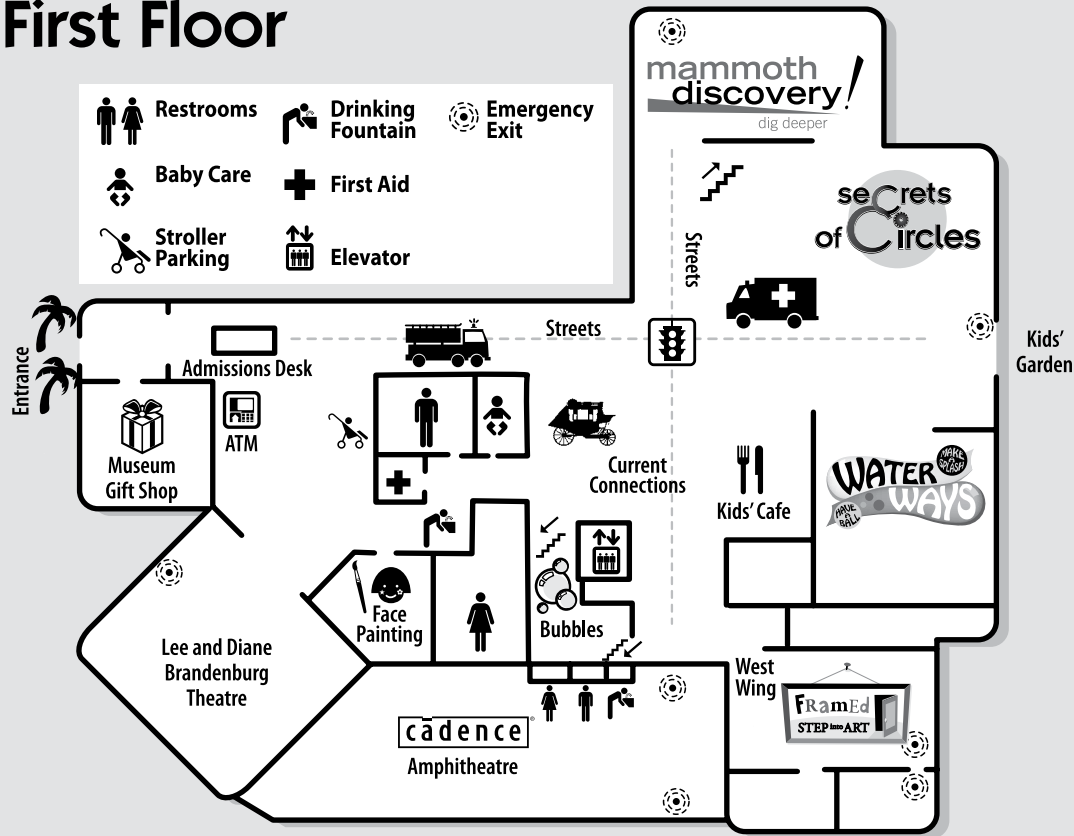 First Floor
Restrooms
Drinking
Fountain
Emergency
Exit
Baby Care
First Aid
Stroller
Parking
Elevator
mammoth
discovery!
dig deeper
secrets
of Circles
Streets
Streets
Kids'
Garden
Entrance
Admissions Desk
ATM
Museum
Gift Shop
Current
Connections
Kids' Cafe
MAKE
A
SPLASH
WATER
WAYS
HAVE
A
BALL
Face
Painting
Bubbles
Lee and Diane
Brandenburg
Theatre
West
Wing
FRamEd
STEP into ART
cādence®
Amphitheatre